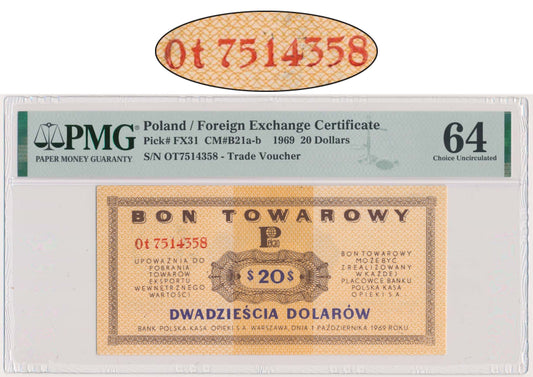 Ot 7514358
PMG
PAPER MONEY GUARANTY
Poland / Foreign Exchange Certificate
Pick# FX31 CM#B21a-b 1969 20 Dollars
S/N OT7514358 - Trade Voucher
64
Choice Uncirculated
BON TOWAROWY
Ot 7514358
P
UPOWAŻNIA DO
POBRANIA
TOWARÓW
EKSPORTU
WEWNĘTRZNEGO
WARTOŚCI
$20$
BON TOWAROWY
MOŻE BYĆ
ZREALIZOWANY
W KAŻDEJ
PLACÓWCE BANKU
POLSKA KASA
OPIEKI S.A.
DWADZIEŚCIA DOLARÓW
BANK POLSKA KASA OPIEKI S.A. WARSZAWA, DNIA 1 PAŹDZIERNIKA 1969 ROKU